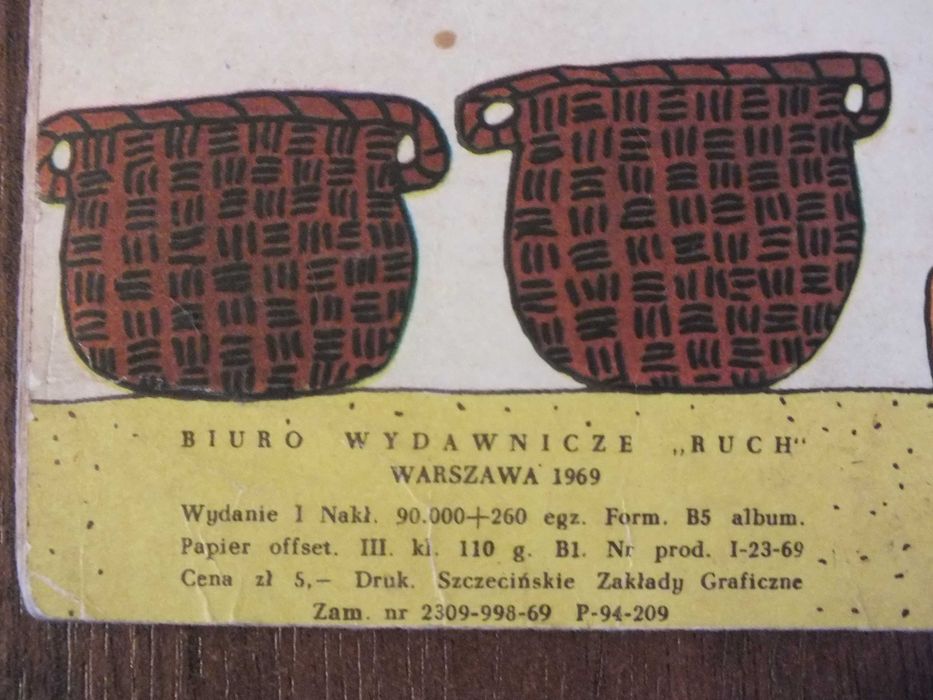 BIURO WYDAWNICZE „RUCH“
WARSZAWA 1969
Wydanie I Nakł. 90.000+260 egz. Form. B5 album.
Papier offset. III. kl. 110 g. B1. Nr prod. I-23-69
Cena zł 5,— Druk. Szczecińskie Zakłady Graficzne
Zam. nr 2309-998-69 P-94-209